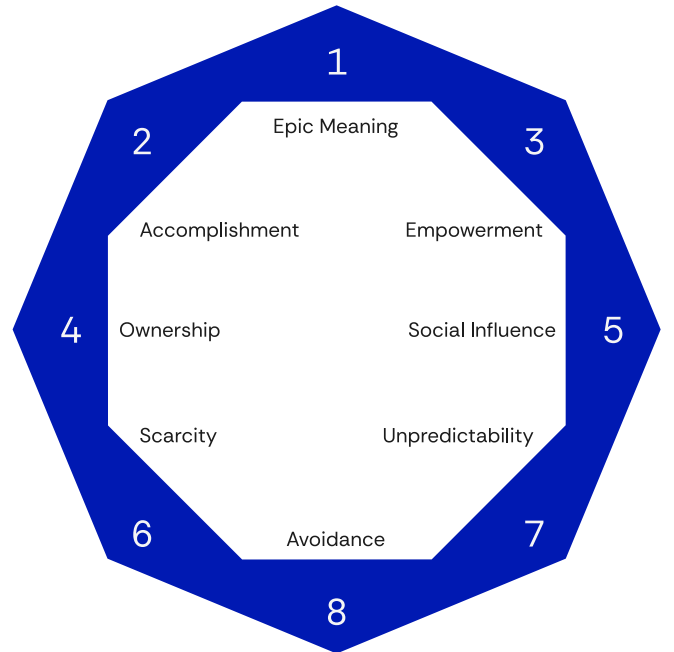 1
Epic Meaning
2
3
Accomplishment
Empowerment
4
Ownership
Social Influence
5
Scarcity
Unpredictability
6
7
Avoidance
8